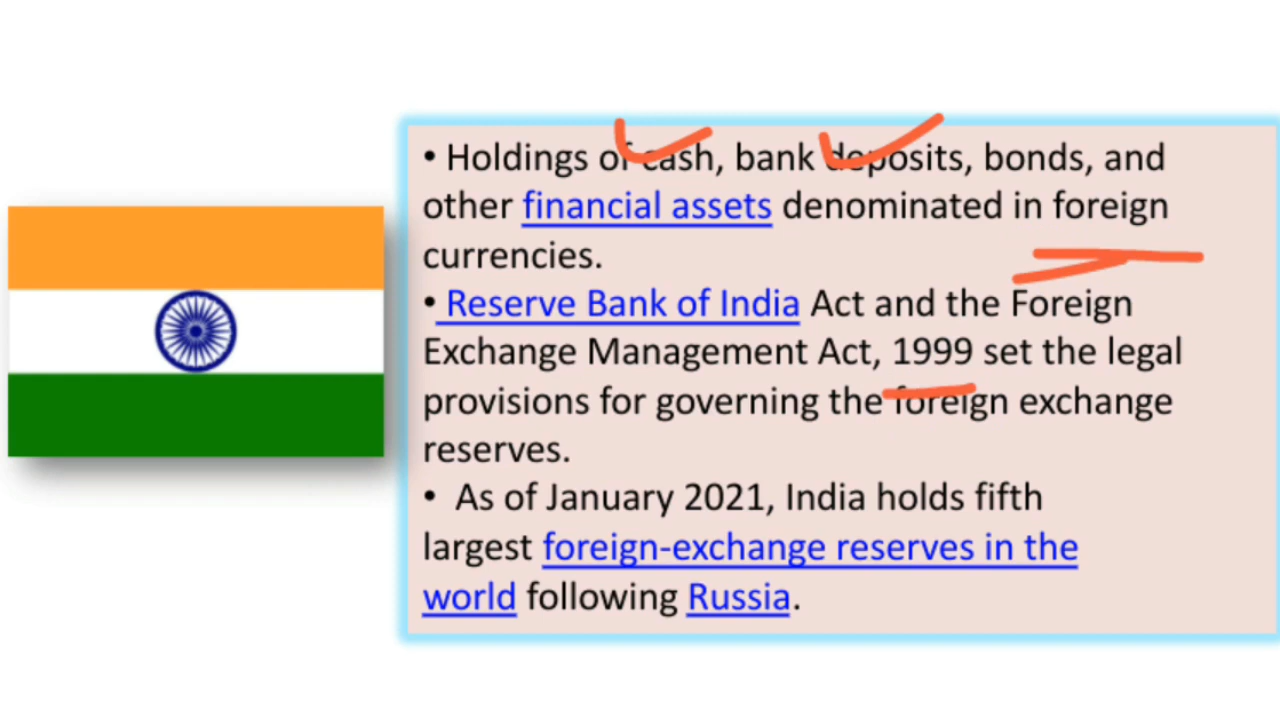 • Holdings of cash, bank deposits, bonds, and
other financial assets denominated in foreign
currencies.
• Reserve Bank of India Act and the Foreign
Exchange Management Act, 1999 set the legal
provisions for governing the foreign exchange
reserves.
• As of January 2021, India holds fifth
largest foreign-exchange reserves in the
world following Russia.